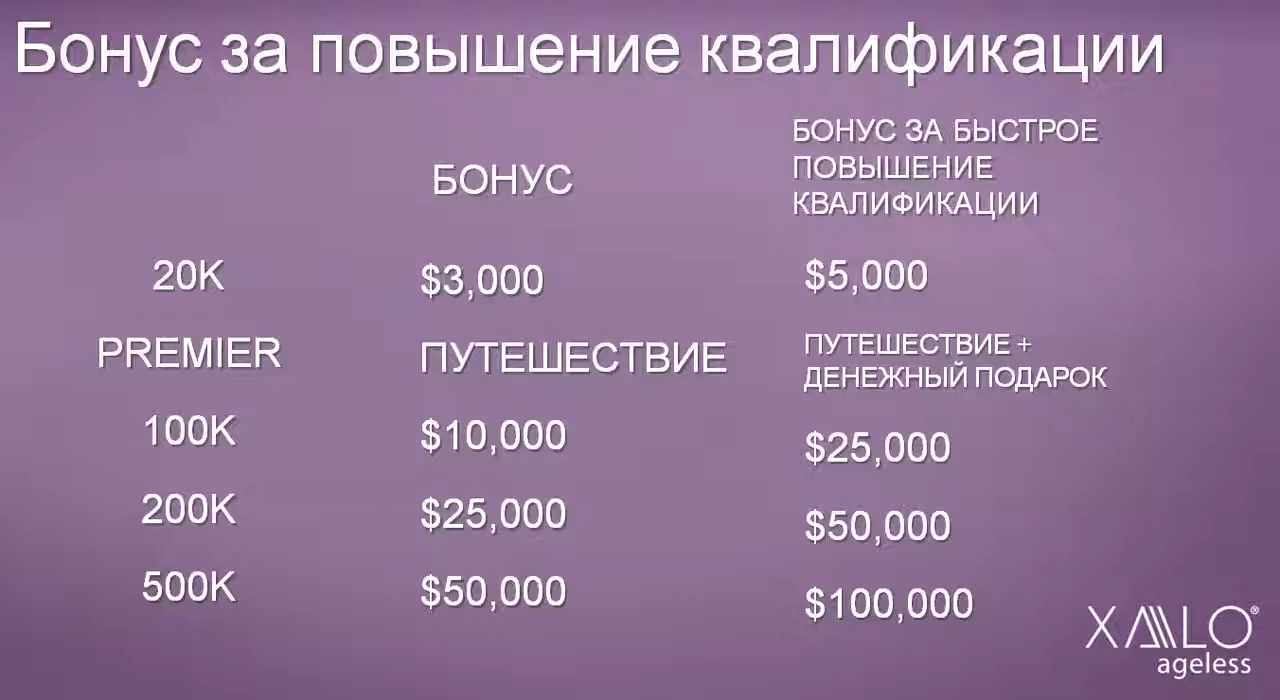 Бонус за повышение квалификации
БОНУС
БОНУС ЗА БЫСТРОЕ
ПОВЫШЕНИЕ
КВАЛИФИКАЦИИ
20K
$3,000
$5,000
PREMIER
ПУТЕШЕСТВИЕ
ПУТЕШЕСТВИЕ +
ДЕНЕЖНЫЙ ПОДАРОК
100K
$10,000
$25,000
200K
$25,000
$50,000
500K
$50,000
$100,000
ageless